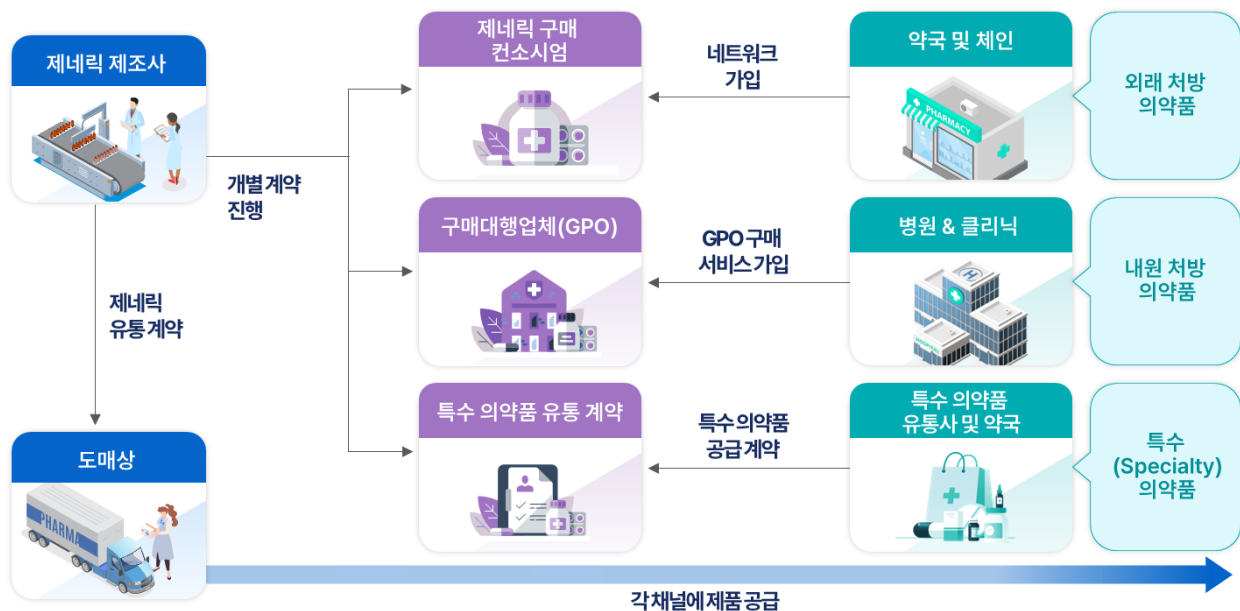 제네릭 제조사
제네릭 구매
컨소시엄
네트워크
가입
약국 및 체인
PHARMACY
외래 처방
의약품
개별 계약
진행
구매대행업체(GPO)
GPO 구매
서비스 가입
병원 & 클리닉
H
HOSPITAL
내원 처방
의약품
제네릭
유통 계약
특수 의약품 유통 계약
특수 의약품
공급 계약
특수 의약품
유통사 및 약국
특수
(Specialty)
의약품
도매상
PHARMA
각 채널에 제품 공급